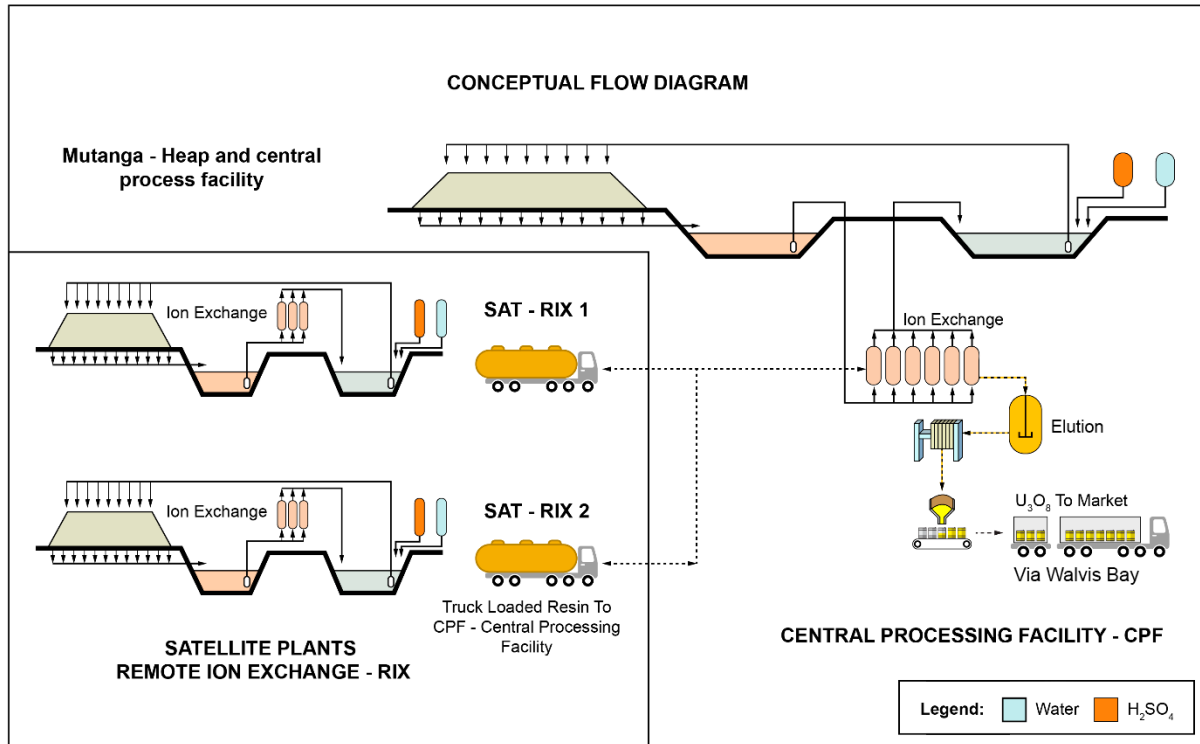 CONCEPTUAL FLOW DIAGRAM
Mutanga - Heap and central
process facility
Ion Exchange
SAT - RIX 1
Ion Exchange
Elution
Ion Exchange
SAT - RIX 2
U₃O₈ To Market
Via Walvis Bay
Truck Loaded Resin To
CPF - Central Processing
Facility
SATELLITE PLANTS
REMOTE ION EXCHANGE - RIX
CENTRAL PROCESSING FACILITY - CPF
Legend: Water H₂SO₄